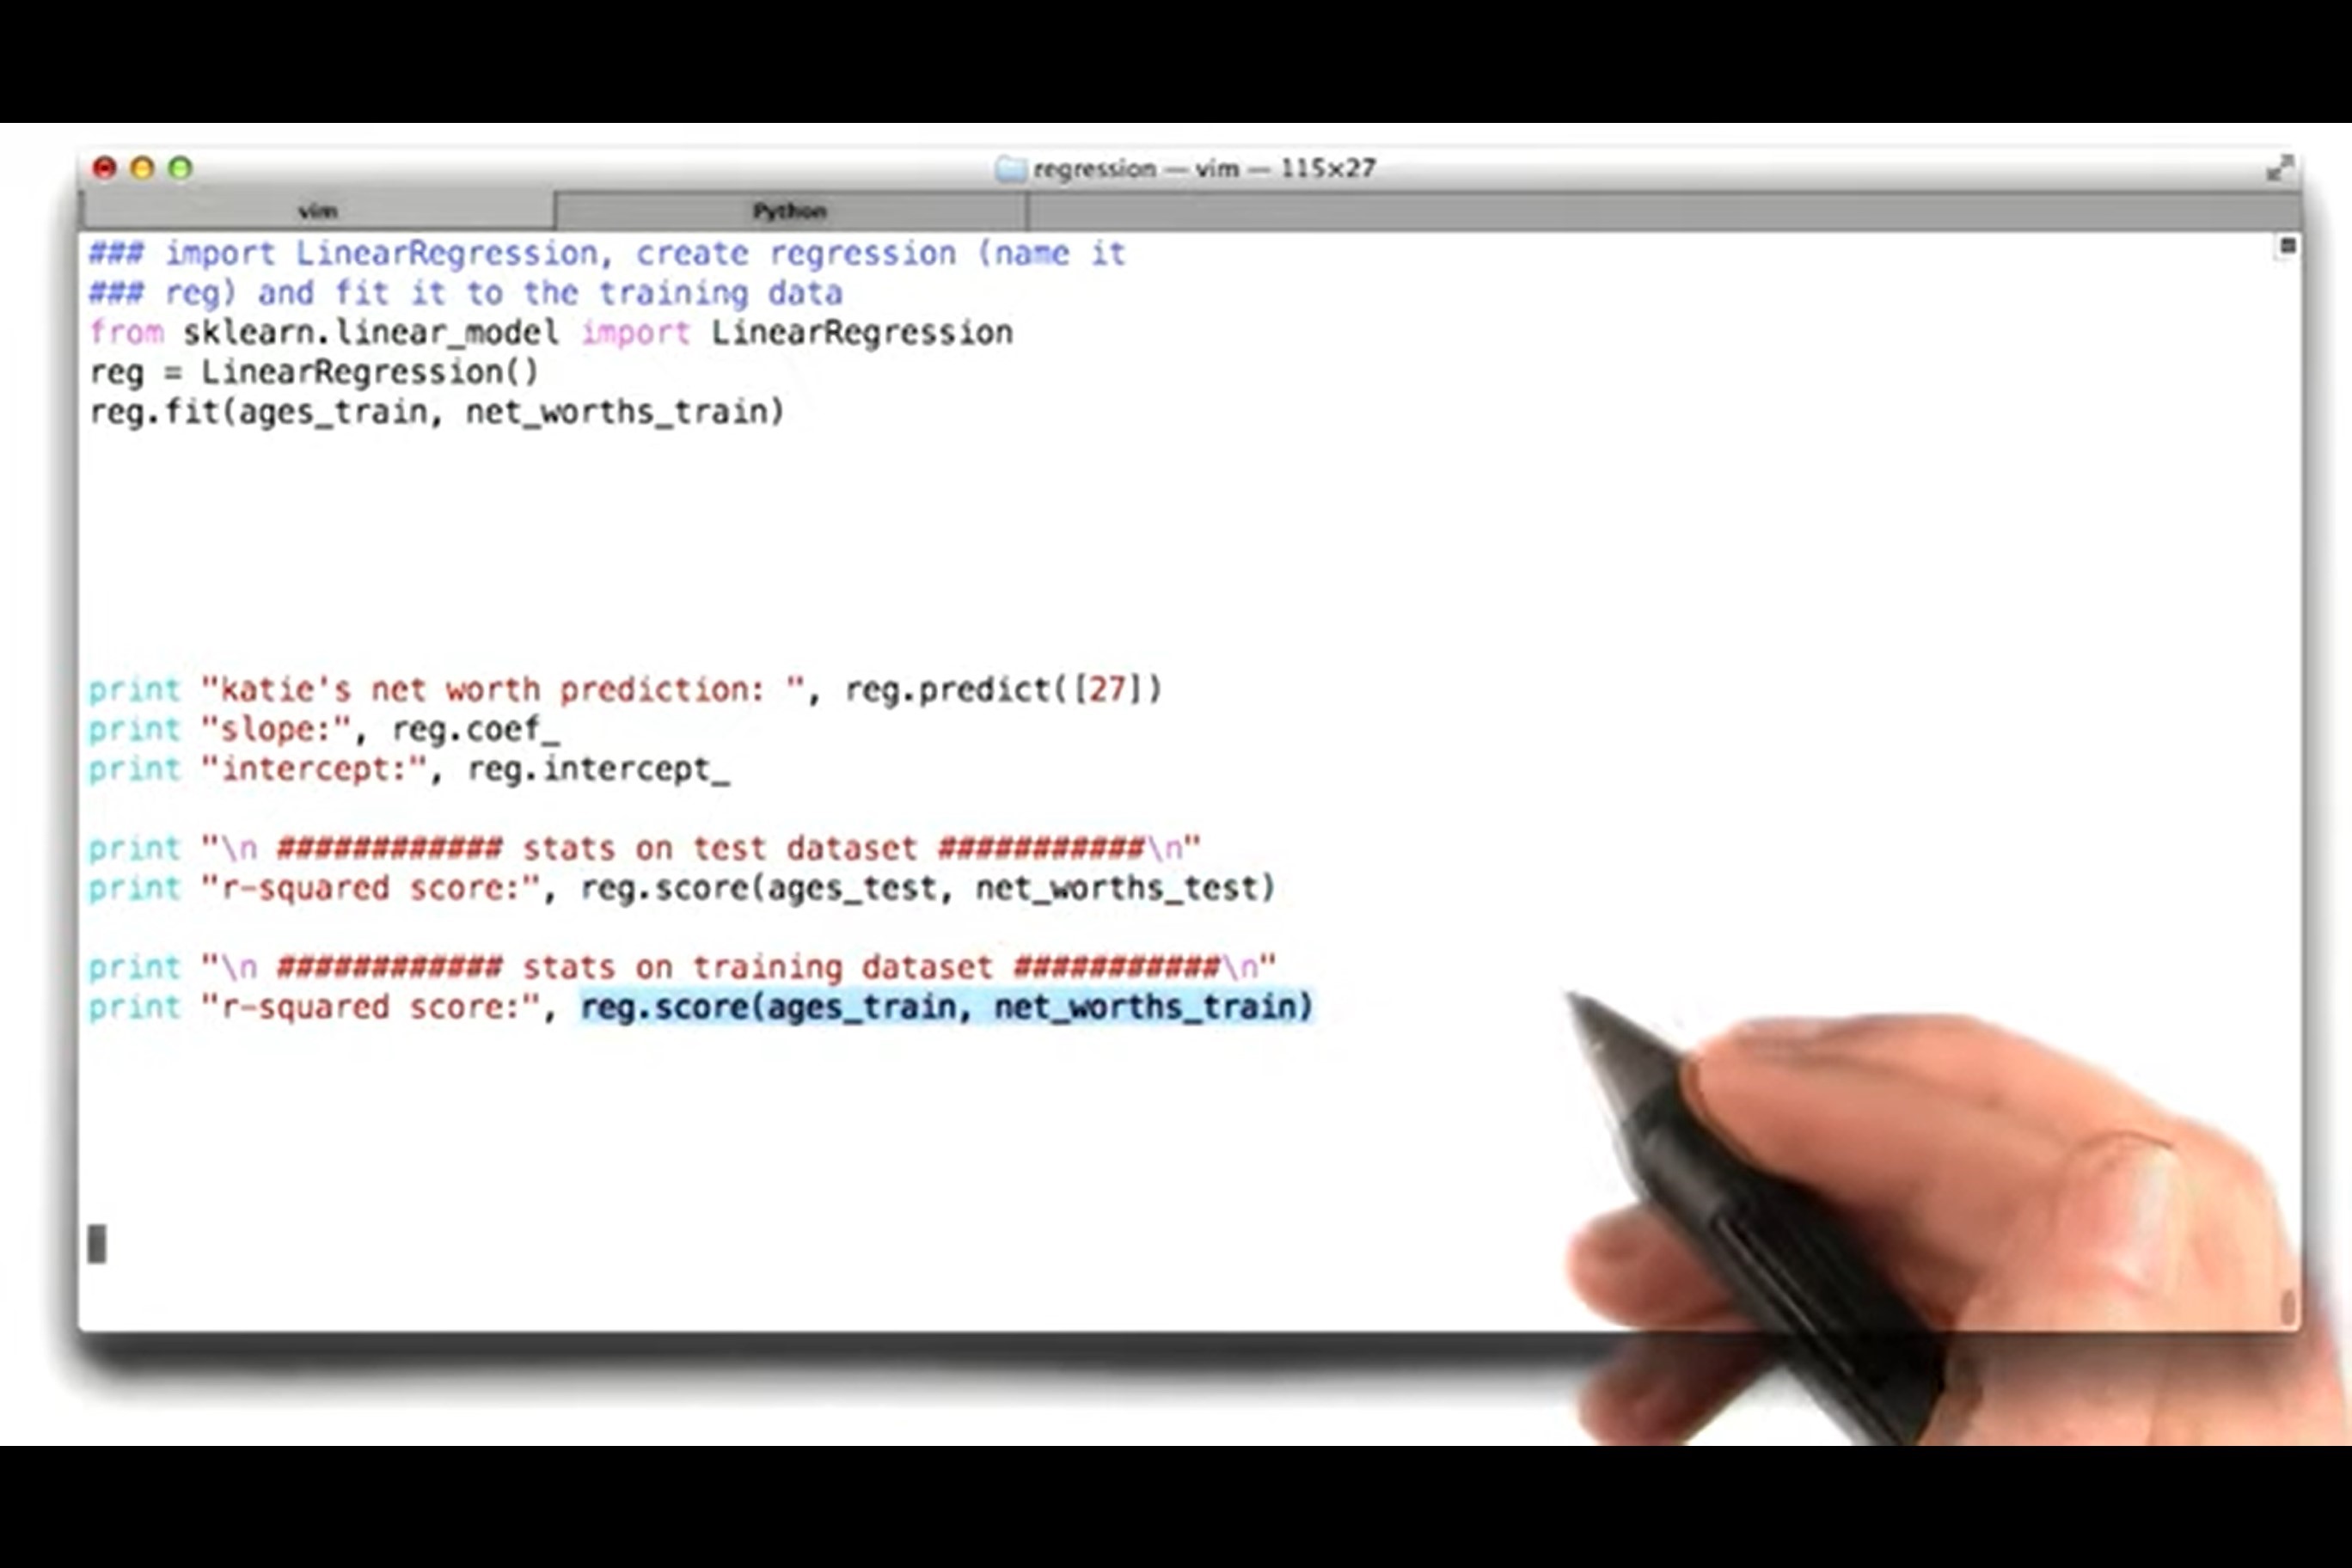 regression — vim — 115×27
vim
Python
### import LinearRegression, create regression (name it
### reg) and fit it to the training data
from sklearn.linear_model import LinearRegression
reg = LinearRegression()
reg.fit(ages_train, net_worths_train)
print "katie's net worth prediction: ", reg.predict([27])
print "slope:", reg.coef_
print "intercept:", reg.intercept_
print "\n ############ stats on test dataset ###########\n"
print "r-squared score:", reg.score(ages_test, net_worths_test)
print "\n ############ stats on training dataset ###########\n"
print "r-squared score:", reg.score(ages_train, net_worths_train)